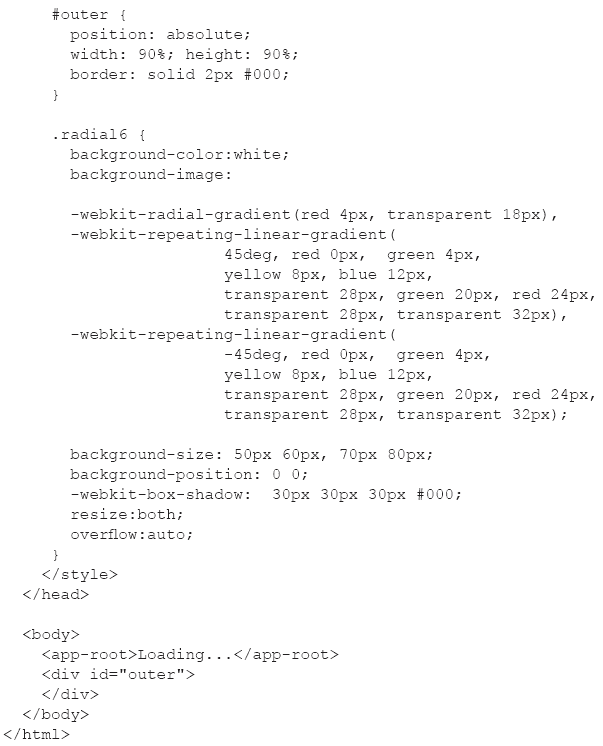 #outer {
position: absolute;
width: 90%; height: 90%;
border: solid 2px #000;
}
.radial6 {
background-color:white;
background-image:
-webkit-radial-gradient(red 4px, transparent 18px),
-webkit-repeating-linear-gradient(
45deg, red 0px,  green 4px,
yellow 8px, blue 12px,
transparent 28px, green 20px, red 24px,
transparent 28px, transparent 32px),
-webkit-repeating-linear-gradient(
-45deg, red 0px,  green 4px,
yellow 8px, blue 12px,
transparent 28px, green 20px, red 24px,
transparent 28px, transparent 32px);
background-size: 50px 60px, 70px 80px;
background-position: 0 0;
-webkit-box-shadow:  30px 30px 30px #000;
resize:both;
overflow:auto;
}
</style>
</head>
<body>
<app-root>Loading...</app-root>
<div id="outer">
</div>
</body>
</html>